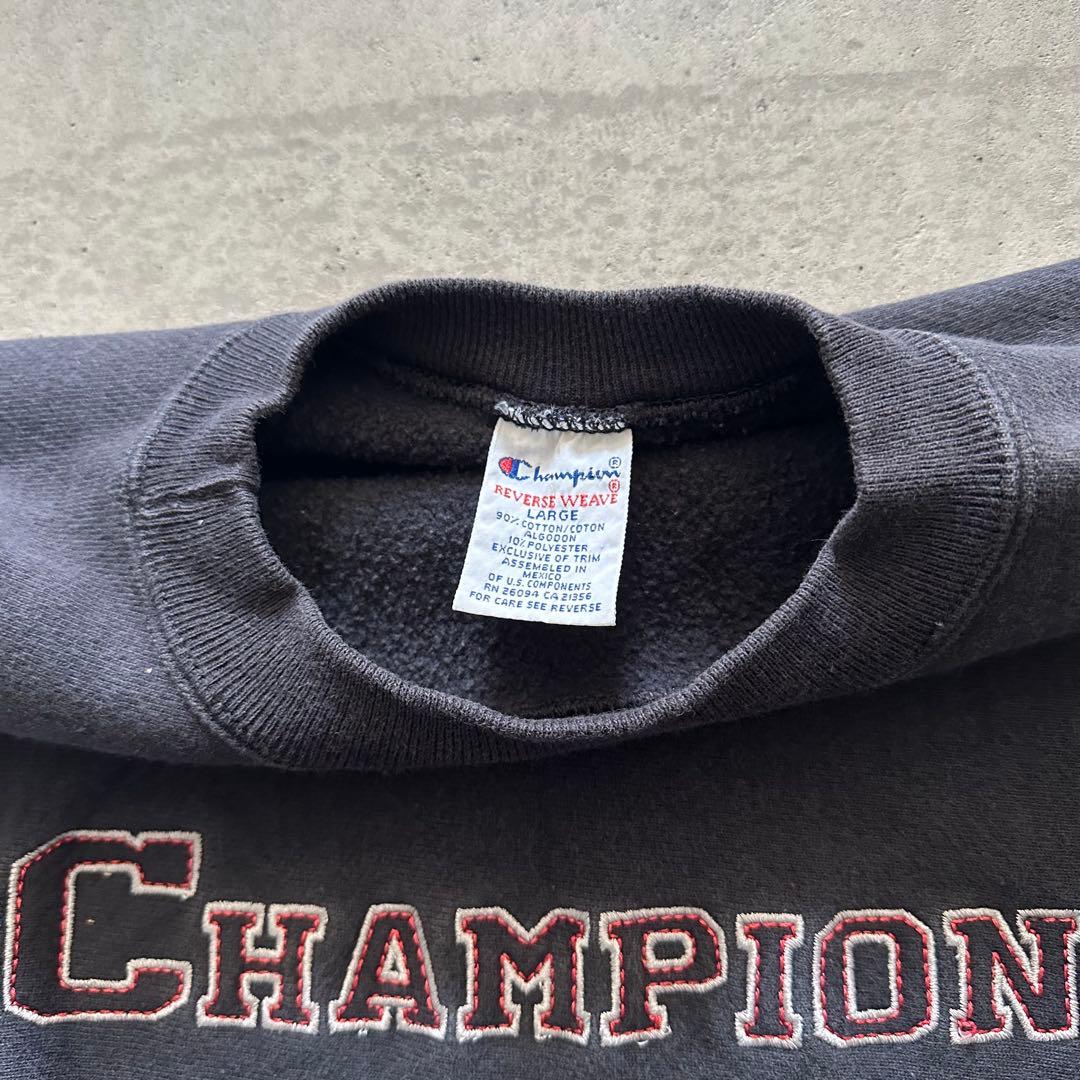 Champion®
REVERSE WEAVE®
LARGE
90% COTTON/COTON
ALGODON
10% POLYESTER
EXCLUSIVE OF TRIM
ASSEMBLED IN
MEXICO
OF U.S. COMPONENTS
RN 26094 CA 21356
FOR CARE SEE REVERSE
CHAMPION